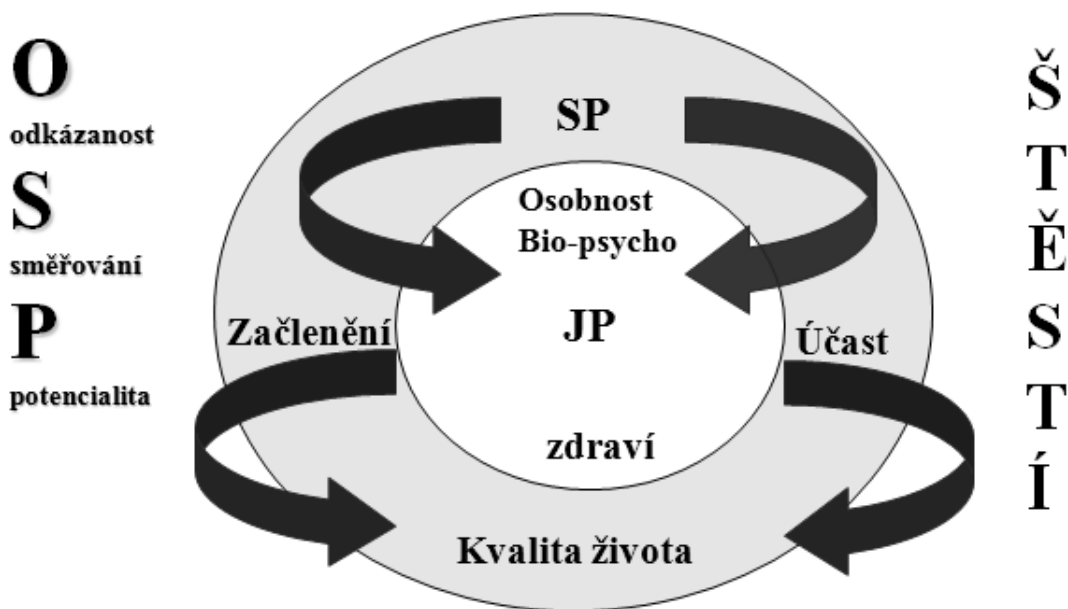 O
odkázanost
S
směřování
P
potencialita
SP
Osobnost
Bio-psycho
JP
Začlenění
Účast
zdraví
Kvalita života
Š
T
Ě
S
T
Í